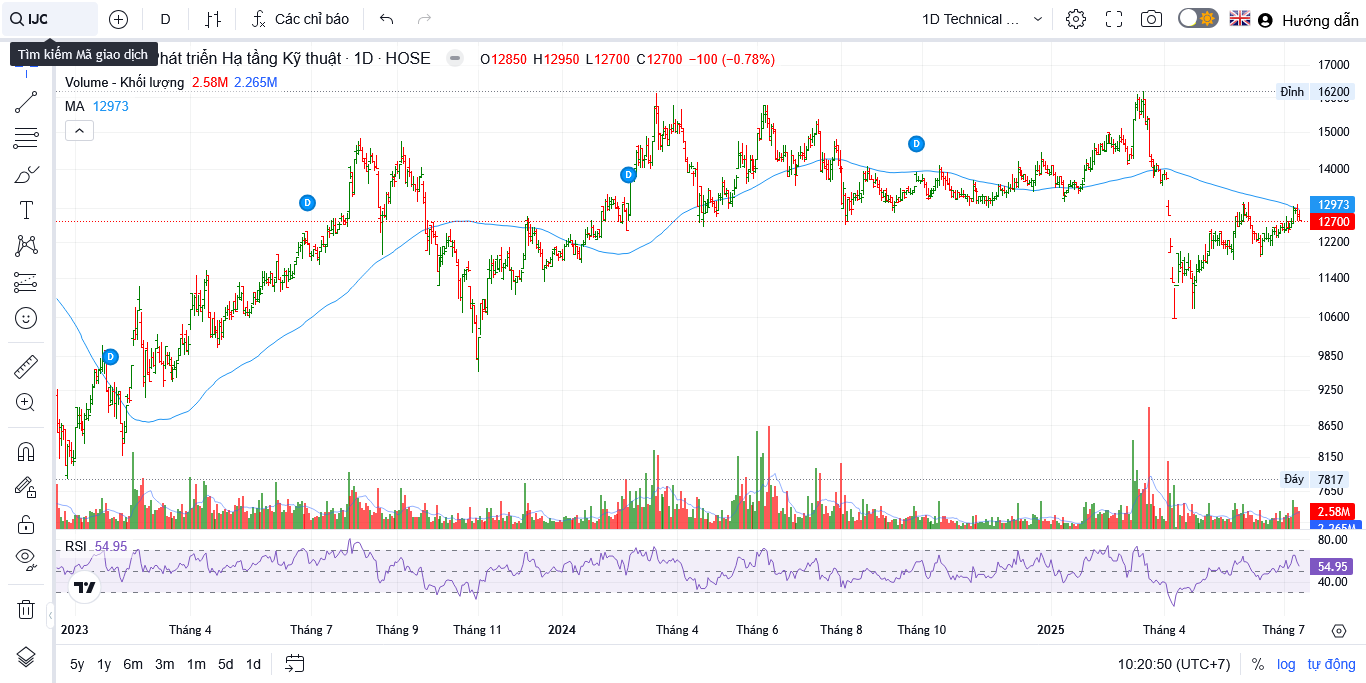 IJC D Các chỉ báo 1D Technical ... Hướng dẫn
Tìm kiếm Mã giao dịch
Phát triển Hạ tầng Kỹ thuật · 1D · HOSE O12850 H12950 L12700 C12700 −100 (−0.78%)
Volume - Khối lượng 2.58M 2.265M
MA 12973
17000
Đỉnh 16200
16000
15000
14000
12973
12700
12200
11400
10600
9850
9250
8650
8150
Đáy 7817
7650
2.58M
2.265M
D
D
D
D
RSI 54.95
80.00
54.95
40.00
2023 Tháng 4 Tháng 7 Tháng 9 Tháng 11 2024 Tháng 4 Tháng 6 Tháng 8 Tháng 10 2025 Tháng 4 Tháng 7
5y 1y 6m 3m 1m 5d 1d 10:20:50 (UTC+7) % log tự động